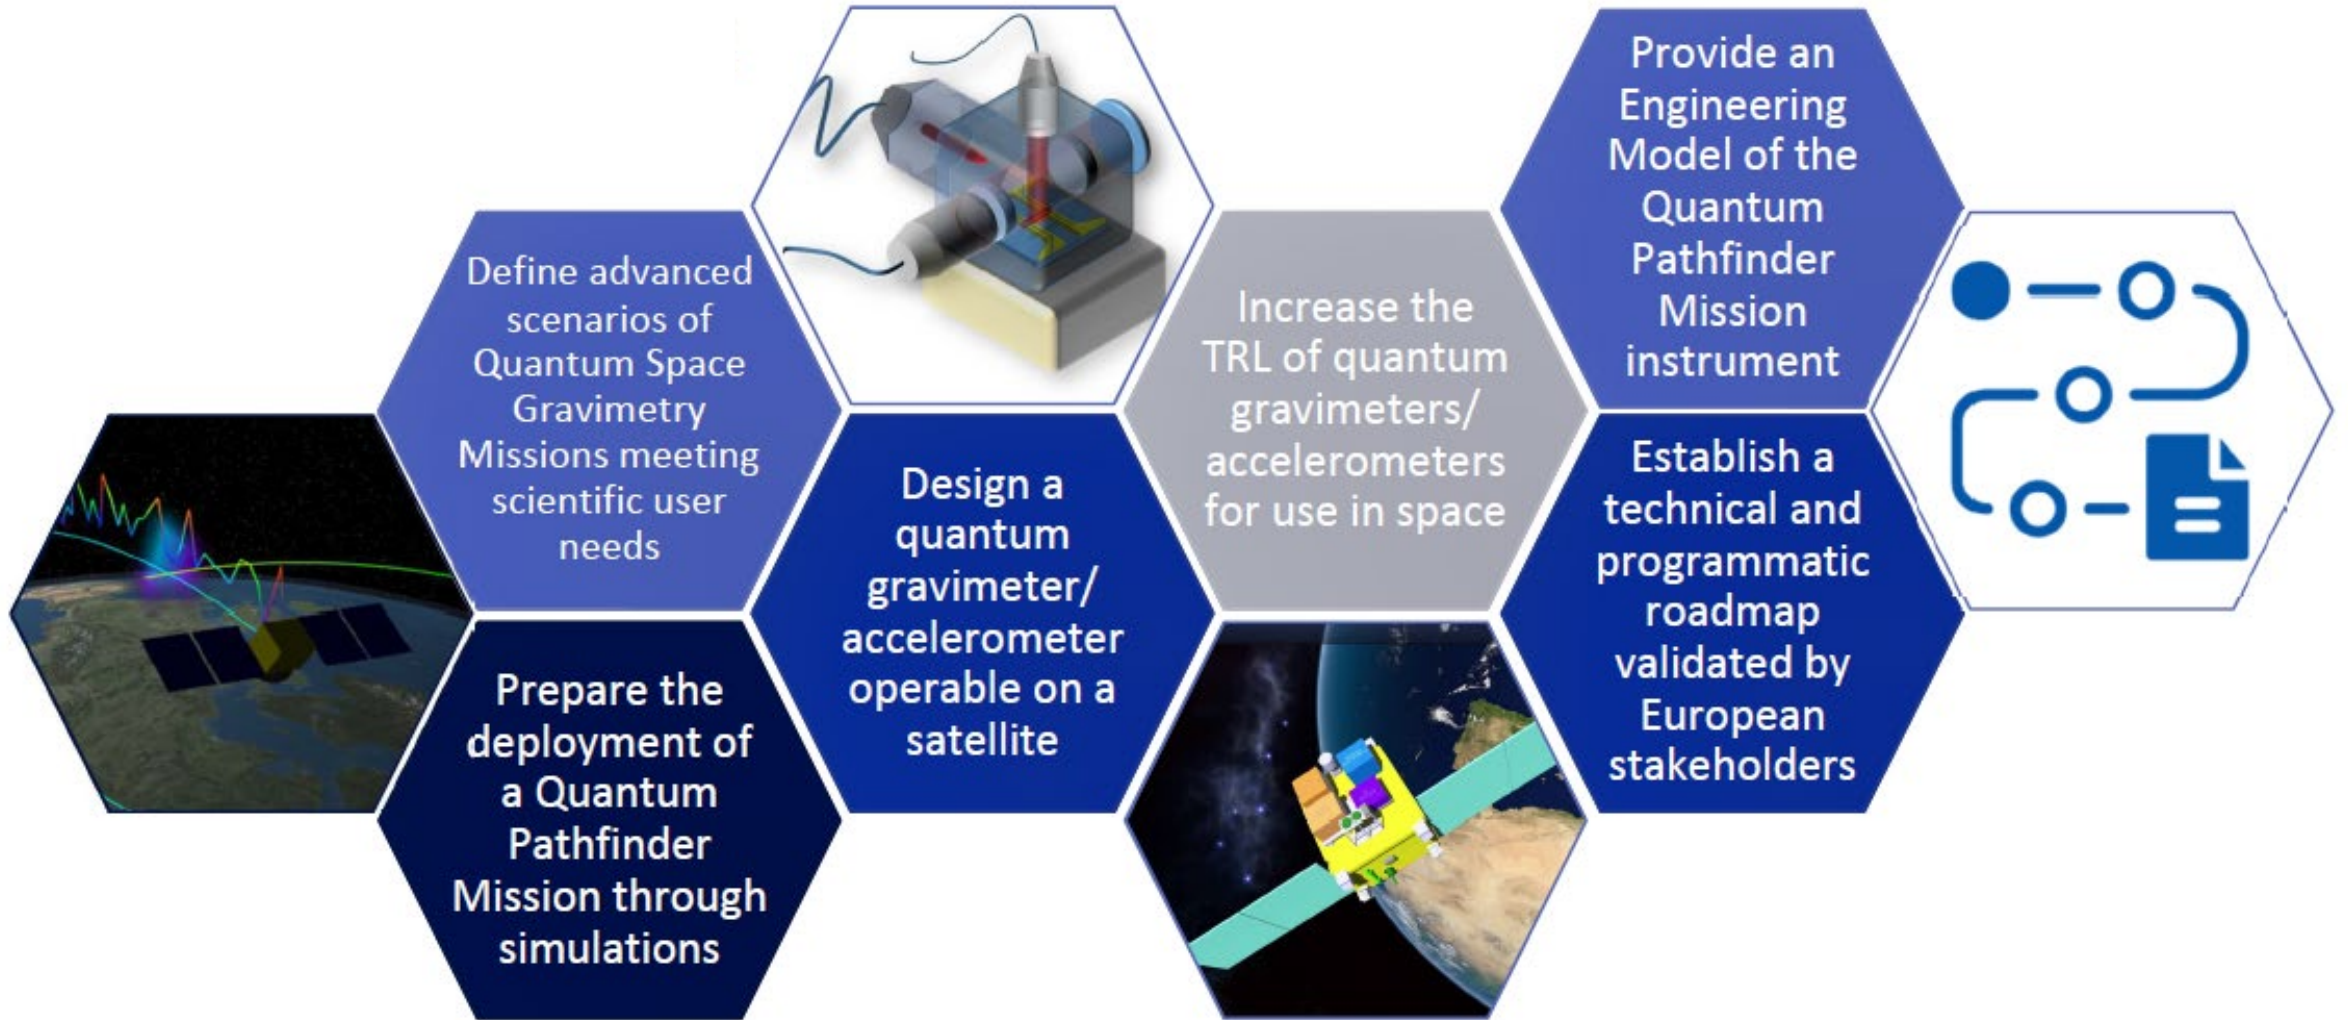 Define advanced
scenarios of
Quantum Space
Gravimetry
Missions meeting
scientific user
needs
Prepare the
deployment of
a Quantum
Pathfinder
Mission through
simulations
Design a
quantum
gravimeter/
accelerometer
operable on a
satellite
Increase the
TRL of quantum
gravimeters/
accelerometers
for use in space
Provide an
Engineering
Model of the
Quantum
Pathfinder
Mission
instrument
Establish a
technical and
programmatic
roadmap
validated by
European
stakeholders